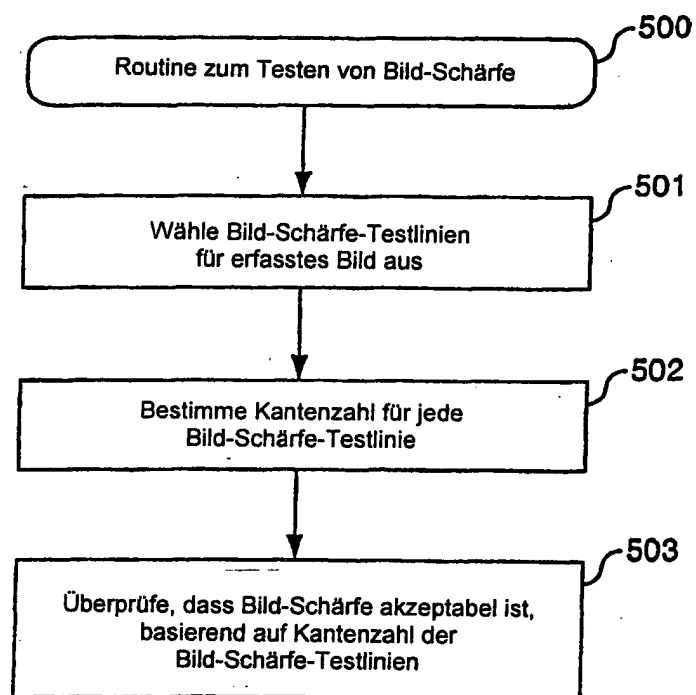 500
Routine zum Testen von Bild-Schärfe
501
Wähle Bild-Schärfe-Testlinien
für erfasstes Bild aus
502
Bestimme Kantenzahl für jede
Bild-Schärfe-Testlinie
503
Überprüfe, dass Bild-Schärfe akzeptabel ist,
basierend auf Kantenzahl der
Bild-Schärfe-Testlinien